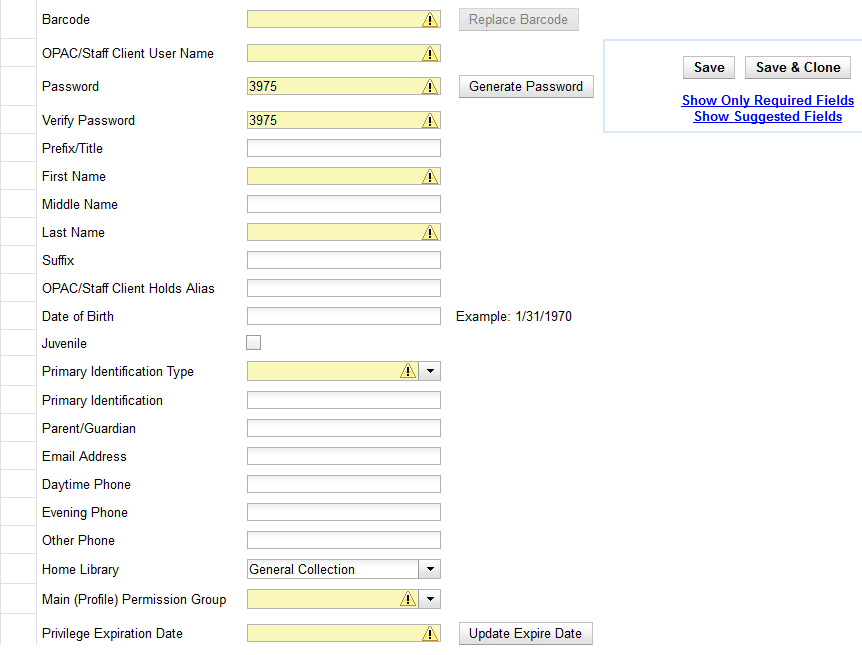 Barcode
Replace Barcode
OPAC/Staff Client User Name
Save
Save & Clone
Password
3975
Generate Password
Show Only Required Fields
Show Suggested Fields
Verify Password
3975
Prefix/Title
First Name
Middle Name
Last Name
Suffix
OPAC/Staff Client Holds Alias
Date of Birth
Example: 1/31/1970
Juvenile
Primary Identification Type
Primary Identification
Parent/Guardian
Email Address
Daytime Phone
Evening Phone
Other Phone
Home Library
General Collection
Main (Profile) Permission Group
Privilege Expiration Date
Update Expire Date